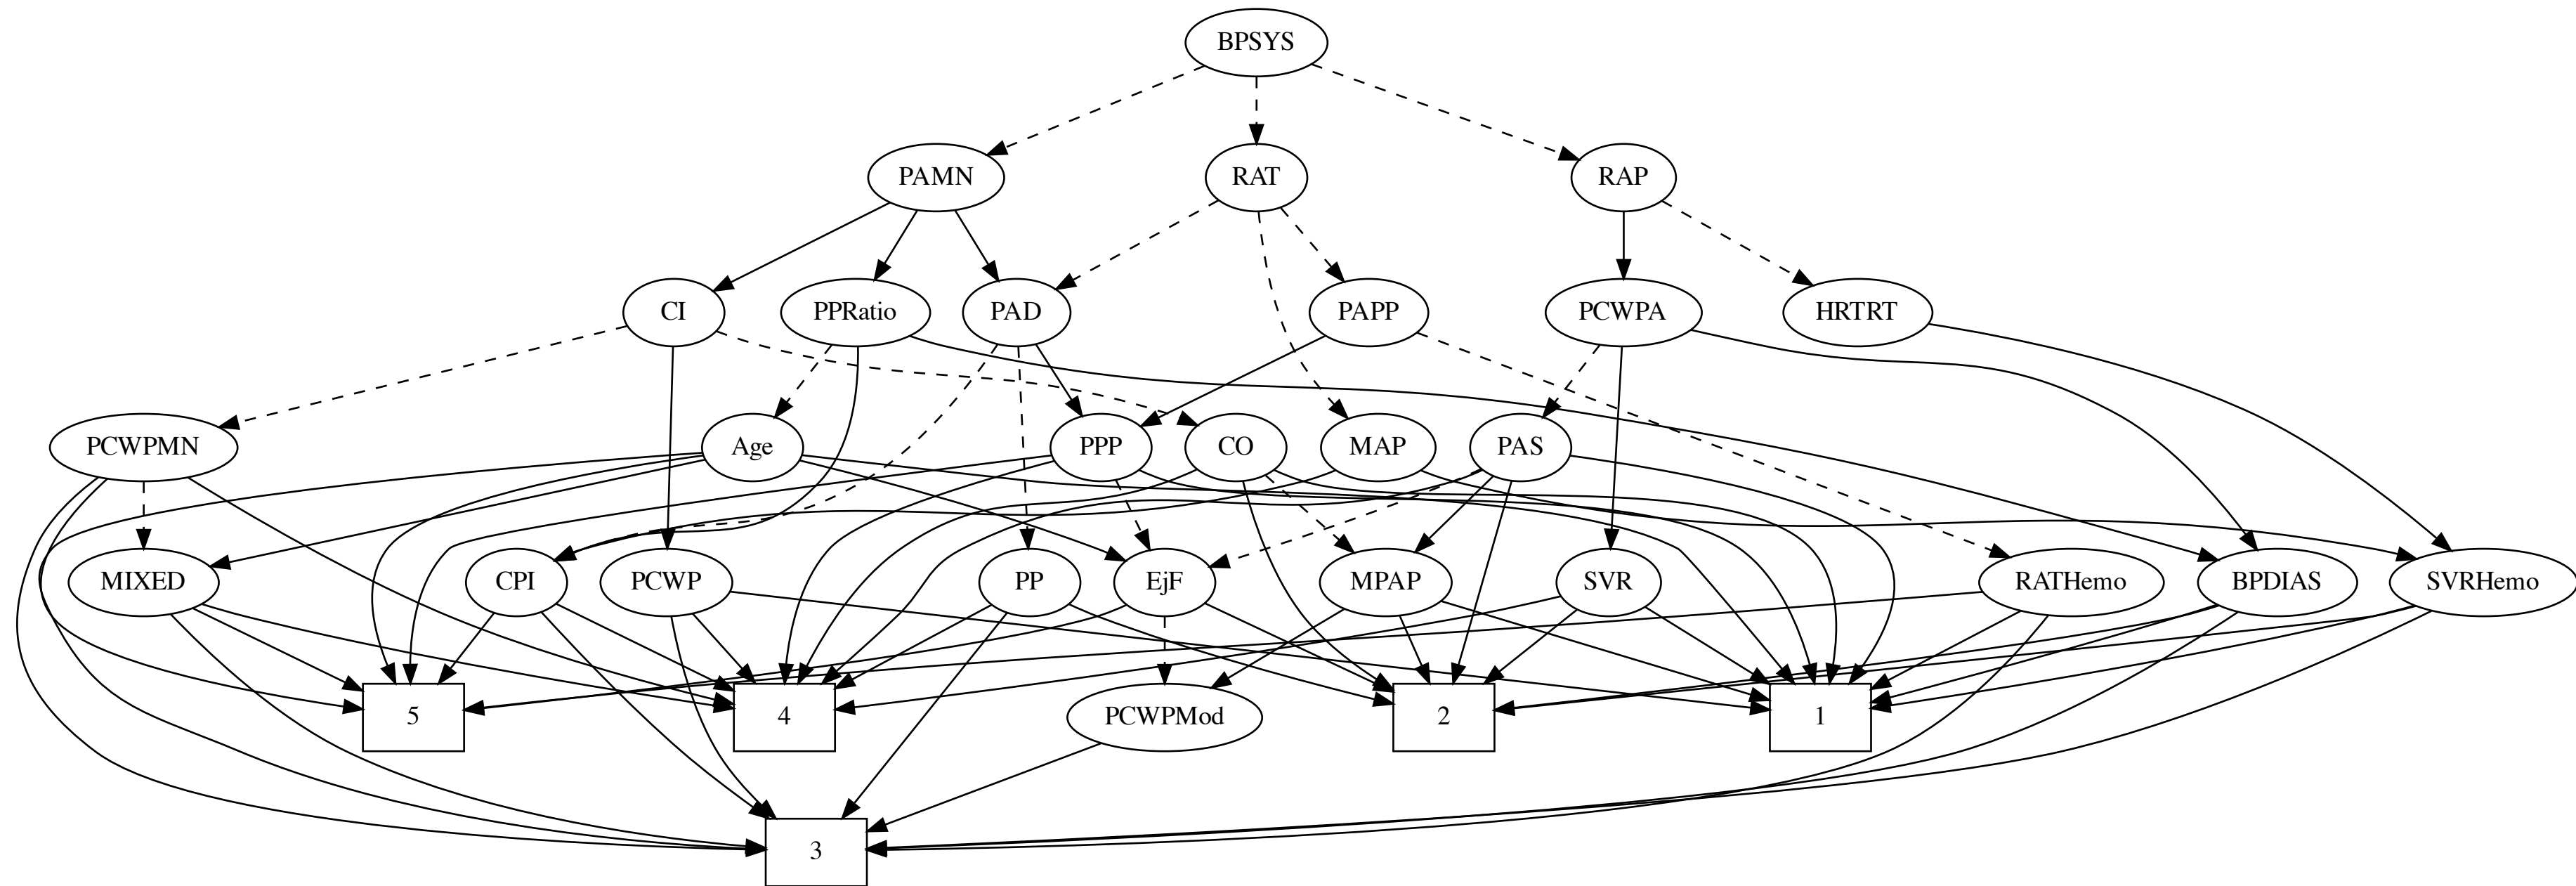 BPSYS
PAMN RAT RAP
CI PPRatio PAD PAPP PCWPA HRTRT
PCWPMN Age PPP CO MAP PAS
MIXED CPI PCWP PP EjF MPAP SVR RATHemo BPDIAS SVRHemo
5 4 PCWPMod 2 1
3